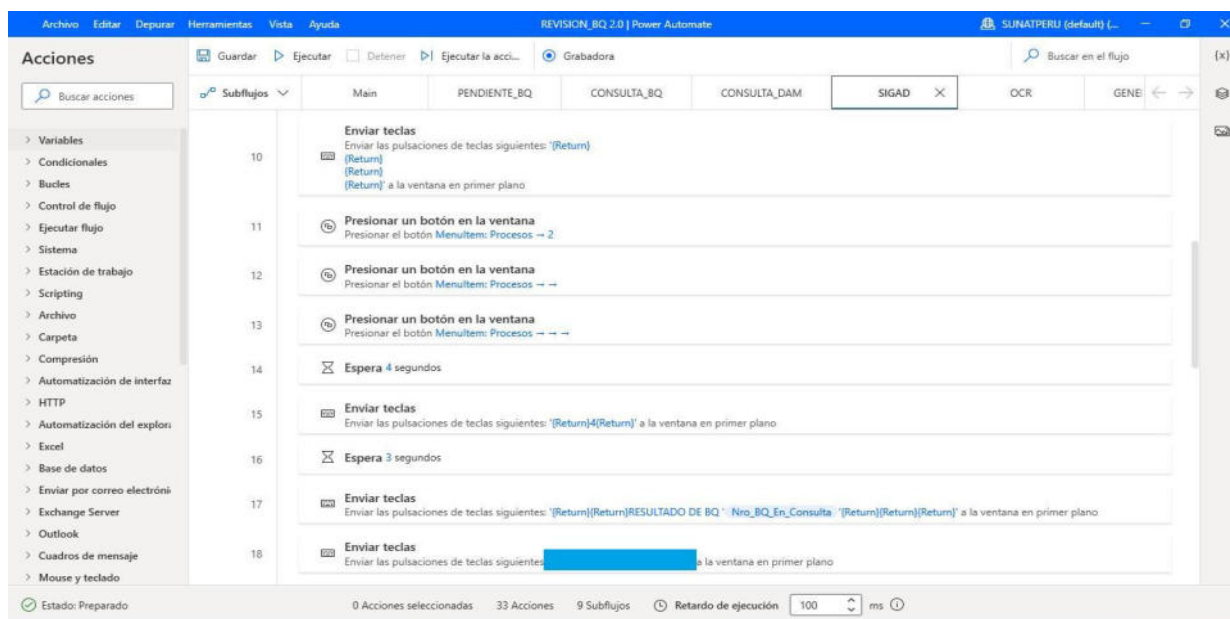 Archivo Editar Depurar Herramientas Vista Ayuda REVISION_BQ 2.0 | Power Automate SUNATPERU (default) (...
Acciones
Guardar Ejecutar Detener Ejecutar la acci... Grabadora Buscar en el flujo {x}
Buscar acciones
Subflujos Main PENDIENTE_BQ CONSULTA_BQ CONSULTA_DAM SIGAD OCR GENE
Variables
Condicionales
Bucles
Control de flujo
Ejecutar flujo
Sistema
Estación de trabajo
Scripting
Archivo
Carpeta
Compresión
Automatización de interfaz
HTTP
Automatización del explora
Excel
Base de datos
Enviar por correo electróni
Exchange Server
Outlook
Cuadros de mensaje
Mouse y teclado
10 Enviar teclas
Enviar las pulsaciones de teclas siguientes: '{Return}
{Return}
{Return}
{Return}' a la ventana en primer plano
11 Presionar un botón en la ventana
Presionar el botón MenuItem: Procesos → 2
12 Presionar un botón en la ventana
Presionar el botón MenuItem: Procesos → →
13 Presionar un botón en la ventana
Presionar el botón MenuItem: Procesos → → →
14 Espera 4 segundos
15 Enviar teclas
Enviar las pulsaciones de teclas siguientes: '{Return}4{Return}' a la ventana en primer plano
16 Espera 3 segundos
17 Enviar teclas
Enviar las pulsaciones de teclas siguientes: '{Return}{Return}RESULTADO DE BQ ' Nro_BQ_En_Consulta '{Return}{Return}{Return}' a la ventana en primer plano
18 Enviar teclas
Enviar las pulsaciones de teclas siguientes a la ventana en primer plano
Estado: Preparado 0 Acciones seleccionadas 33 Acciones 9 Subflujos Retardo de ejecución 100 ms